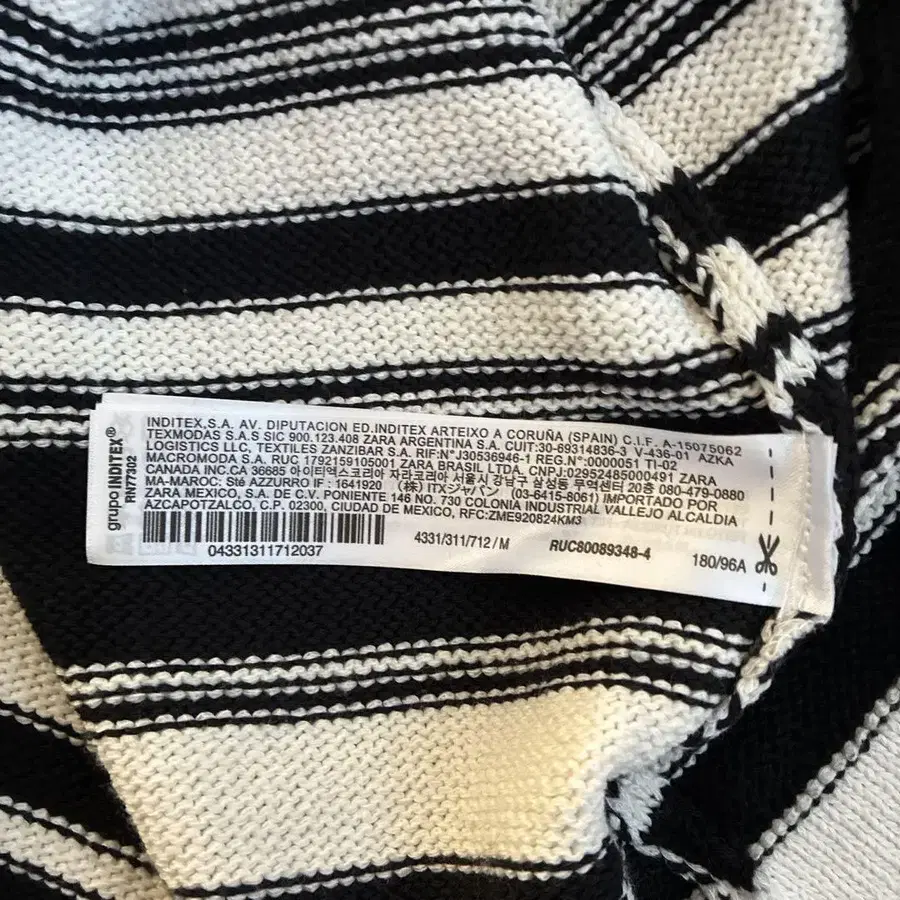 grupo INDITEX®
RN77302
INDITEX,S.A. AV. DIPUTACION ED.INDITEX ARTEIXO A CORUÑA (SPAIN) C.I.F. A-15075062
TEXMODAS S.A.S SIC 900.123.408 ZARA ARGENTINA S.A. CUIT:30-69314836-3 V-436-01 AZKA
LOGISTICS LLC, TEXTILES ZANZIBAR S.A. RIF:N°J30536946-1 REG.N°:0000051 TI-02
MACROMODA S.A. RUC 1792159105001 ZARA BRASIL LTDA. CNPJ:02952485000491 ZARA
CANADA INC.CA 36685 아이티엑스코리아 자라코리아 서울시 강남구 삼성동 무역센터 20층 080-479-0880
MA-MAROC: Sté AZZURRO IF : 1641920 (株) ITXジャパン (03-6415-8061) IMPORTADO POR
ZARA MEXICO, S.A. DE C.V. PONIENTE 146 NO. 730 COLONIA INDUSTRIAL VALLEJO ALCALDIA
AZCAPOTZALCO, C.P. 02300, CIUDAD DE MEXICO, RFC:ZME920824KM3
04331311712037
4331/311/712/M
RUC80089348-4
180/96A